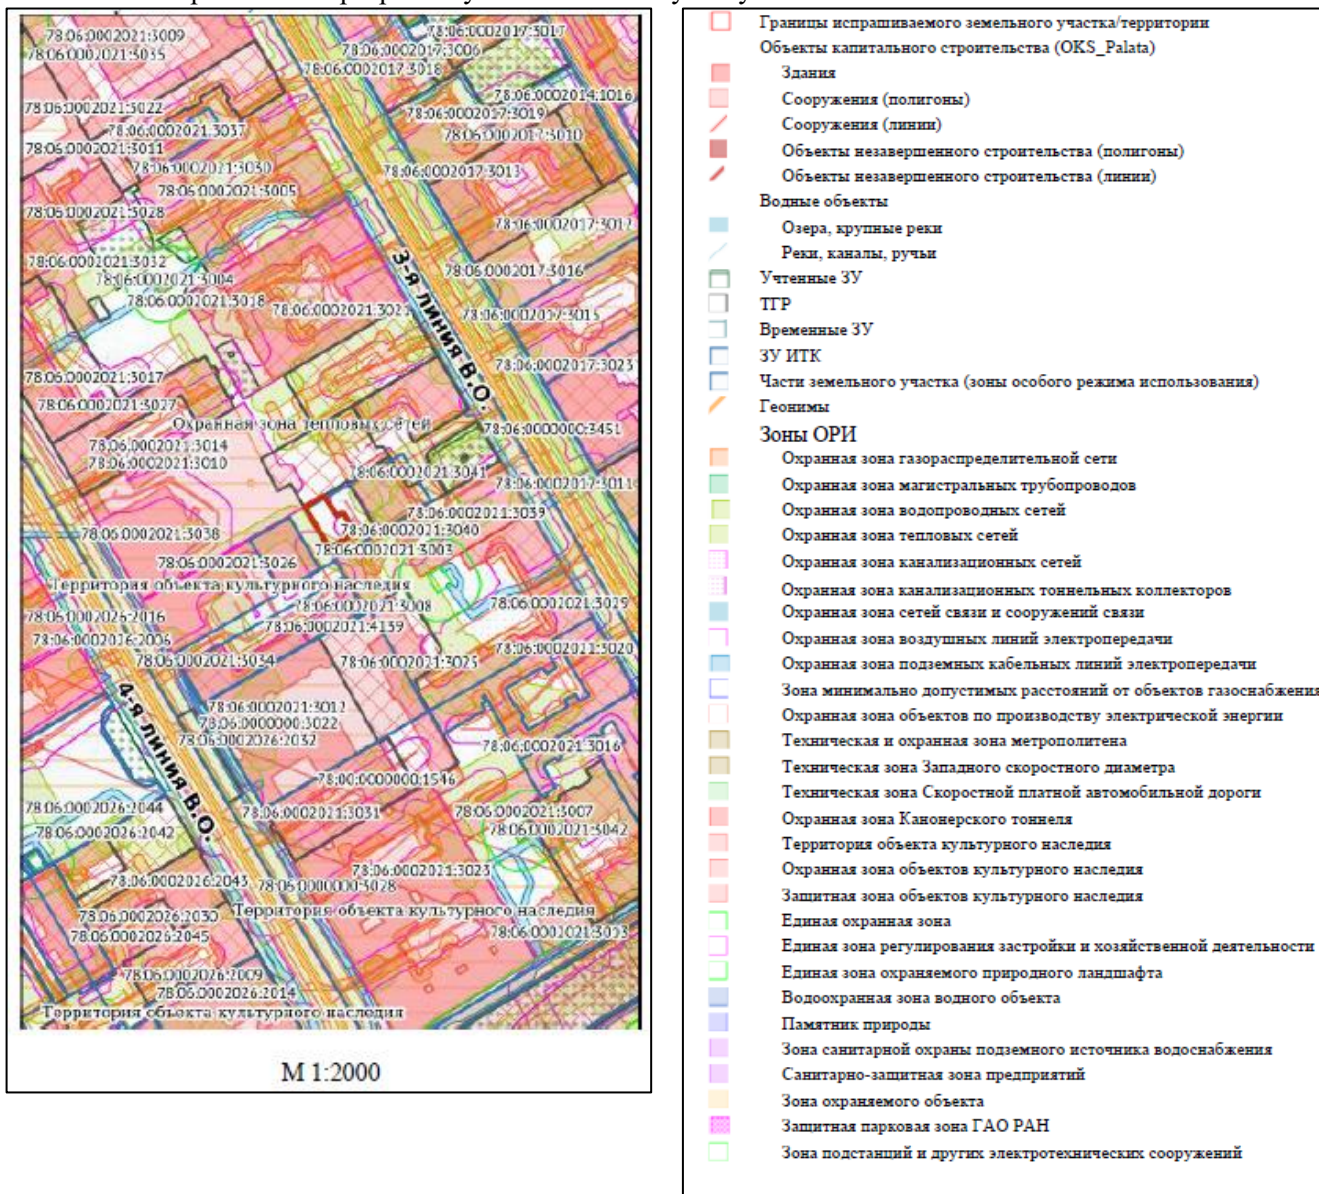 78:06:0002021:3009
78:06:0002021:3035
78:06:0002017:3017
78:06:0002017:3006
78:06:0002017:3018
78:06:0002014:1016
78:06:0002021:3022
78:06:0002017:3019
78:06:0002021:3037
78:06:0002017:3010
78:06:0002021:3011
78:06:0002021:3030
78:06:0002017:3013
78:06:0002021:3005
78:06:0002021:3028
78:06:0002017:3012
3-я линия В.О.
78:06:0002021:3032
78:06:0002021:3004
78:06:0002017:3016
78:06:0002021:3018
78:06:0002021:3021
78:06:0002017:3015
78:06:0002017:3023
78:06:0002021:3017
78:06:0002021:3027
Охранная зона тепловых сетей
78:06:0000000:3451
78:06:0002021:3014
78:06:0002021:3010
78:06:0002021:3041
78:06:0002017:3011
78:06:0002021:3039
78:06:0002021:3038
78:06:0002021:3040
78:06:0002021:3003
78:06:0002021:3026
Территория объекта культурного наследия
78:06:0002021:3008
78:06:0002021:3029
78:06:0002026:2016
78:06:0002021:4159
78:06:0002026:2006
78:06:0002021:3020
78:06:0002021:3034
78:06:0002021:3025
4-я линия В.О.
78:06:0002021:3012
78:06:0000000:3022
78:06:0002026:2032
78:06:0002021:3016
78:00:0000000:1546
78:06:0002026:2044
78:06:0002021:3031
78:06:0002021:3007
78:06:0002026:2042
78:06:0002021:3042
78:06:0002021:3023
78:06:0002026:2043
78:06:0000000:3028
78:06:0002026:2030
Территория объекта культурного наследия
78:06:0002026:2045
78:06:0002021:3033
78:06:0002026:2009
78:06:0002026:2014
Территория объекта культурного наследия
М 1:2000
Границы испрашиваемого земельного участка/территории
Объекты капитального строительства (OKS_Palata)
Здания
Сооружения (полигоны)
Сооружения (линии)
Объекты незавершенного строительства (полигоны)
Объекты незавершенного строительства (линии)
Водные объекты
Озера, крупные реки
Реки, каналы, ручьи
Учтенные ЗУ
ТГР
Временные ЗУ
ЗУ ИТК
Части земельного участка (зоны особого режима использования)
Геонимы
Зоны ОРИ
Охранная зона газораспределительной сети
Охранная зона магистральных трубопроводов
Охранная зона водопроводных сетей
Охранная зона тепловых сетей
Охранная зона канализационных сетей
Охранная зона канализационных тоннельных коллекторов
Охранная зона сетей связи и сооружений связи
Охранная зона воздушных линий электропередачи
Охранная зона подземных кабельных линий электропередачи
Зона минимально допустимых расстояний от объектов газоснабжения
Охранная зона объектов по производству электрической энергии
Техническая и охранная зона метрополитена
Техническая зона Западного скоростного диаметра
Техническая зона Скоростной платной автомобильной дороги
Охранная зона Канонерского тоннеля
Территория объекта культурного наследия
Охранная зона объектов культурного наследия
Защитная зона объектов культурного наследия
Единая охранная зона
Единая зона регулирования застройки и хозяйственной деятельности
Единая зона охраняемого природного ландшафта
Водоохранная зона водного объекта
Памятник природы
Зона санитарной охраны подземного источника водоснабжения
Санитарно-защитная зона предприятий
Зона охраняемого объекта
Защитная парковая зона ГАО РАН
Зона подстанций и других электротехнических сооружений